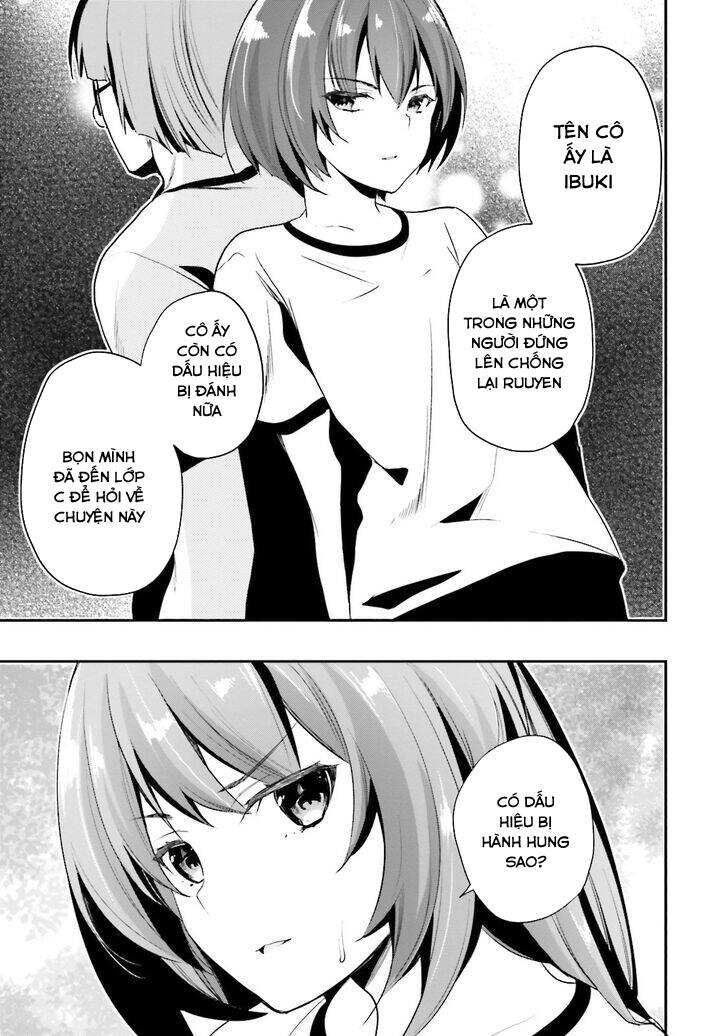 TÊN CÔ
ẤY LÀ
IBUKI
LÀ MỘT
TRONG NHỮNG
NGƯỜI ĐỨNG
LÊN CHỐNG
LẠI RUUYEN
CÔ ẤY
CÒN CÓ
DẤU HIỆU
BỊ ĐÁNH
NỮA
BỌN MÌNH
ĐÃ ĐẾN LỚP
C ĐỂ HỎI VỀ
CHUYỆN NÀY
CÓ DẤU
HIỆU BỊ
HÀNH HUNG
SAO?